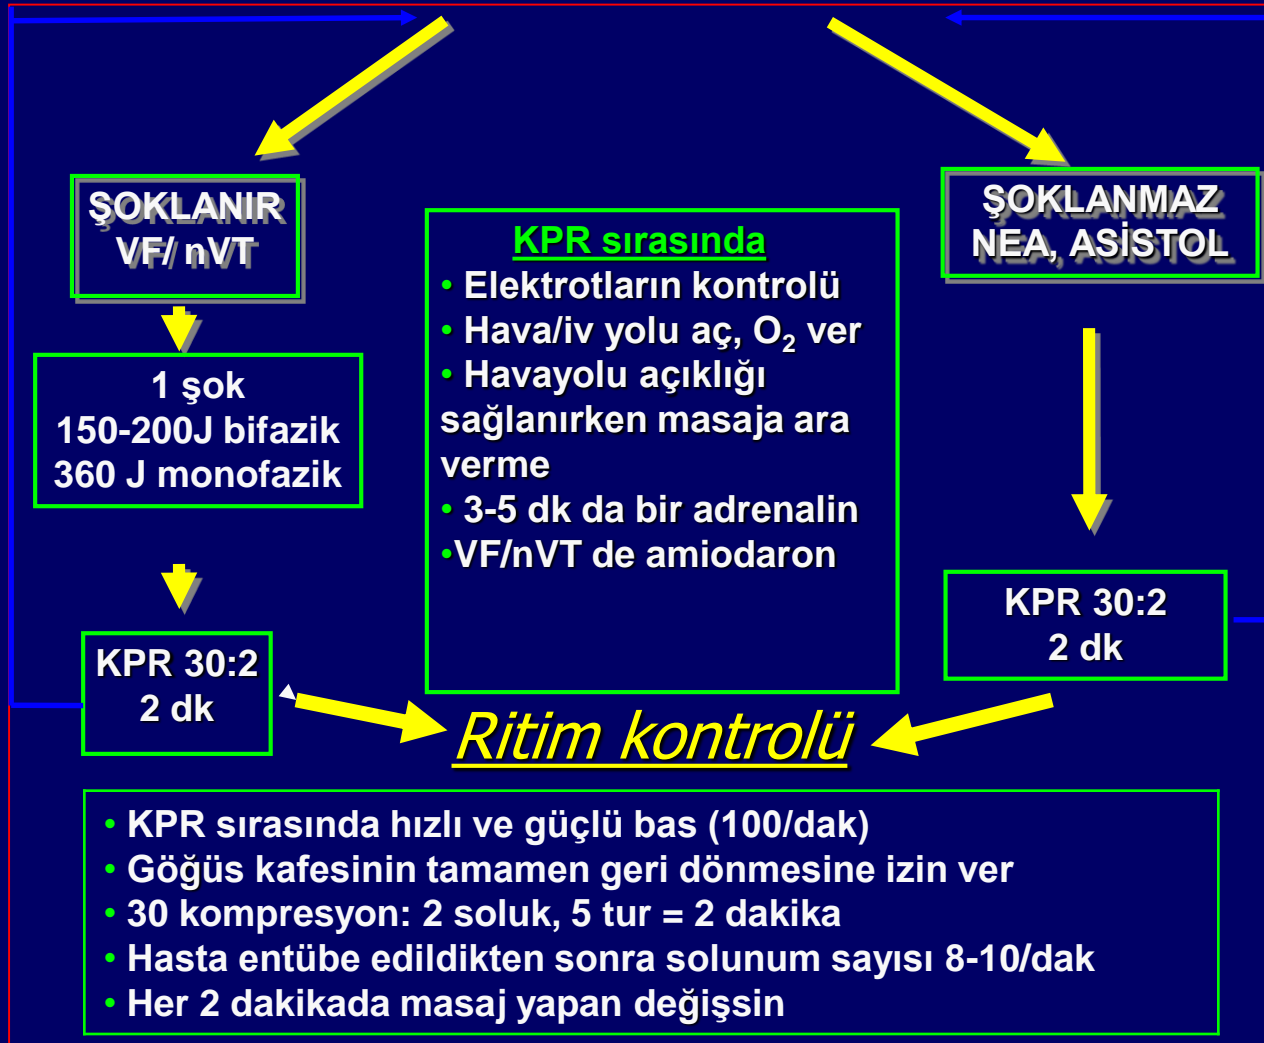 ŞOKLANIR
VF/ nVT
1 şok
150-200J bifazik
360 J monofazik
KPR 30:2
2 dk
KPR sırasında
• Elektrotların kontrolü
• Hava/iv yolu aç, O₂ ver
• Havayolu açıklığı
sağlanırken masaja ara
verme
• 3-5 dk da bir adrenalin
•VF/nVT de amiodaron
ŞOKLANMAZ
NEA, ASİSTOL
KPR 30:2
2 dk
Ritim kontrolü
• KPR sırasında hızlı ve güçlü bas (100/dak)
• Göğüs kafesinin tamamen geri dönmesine izin ver
• 30 kompresyon: 2 soluk, 5 tur = 2 dakika
• Hasta entübe edildikten sonra solunum sayısı 8-10/dak
• Her 2 dakikada masaj yapan değişsin